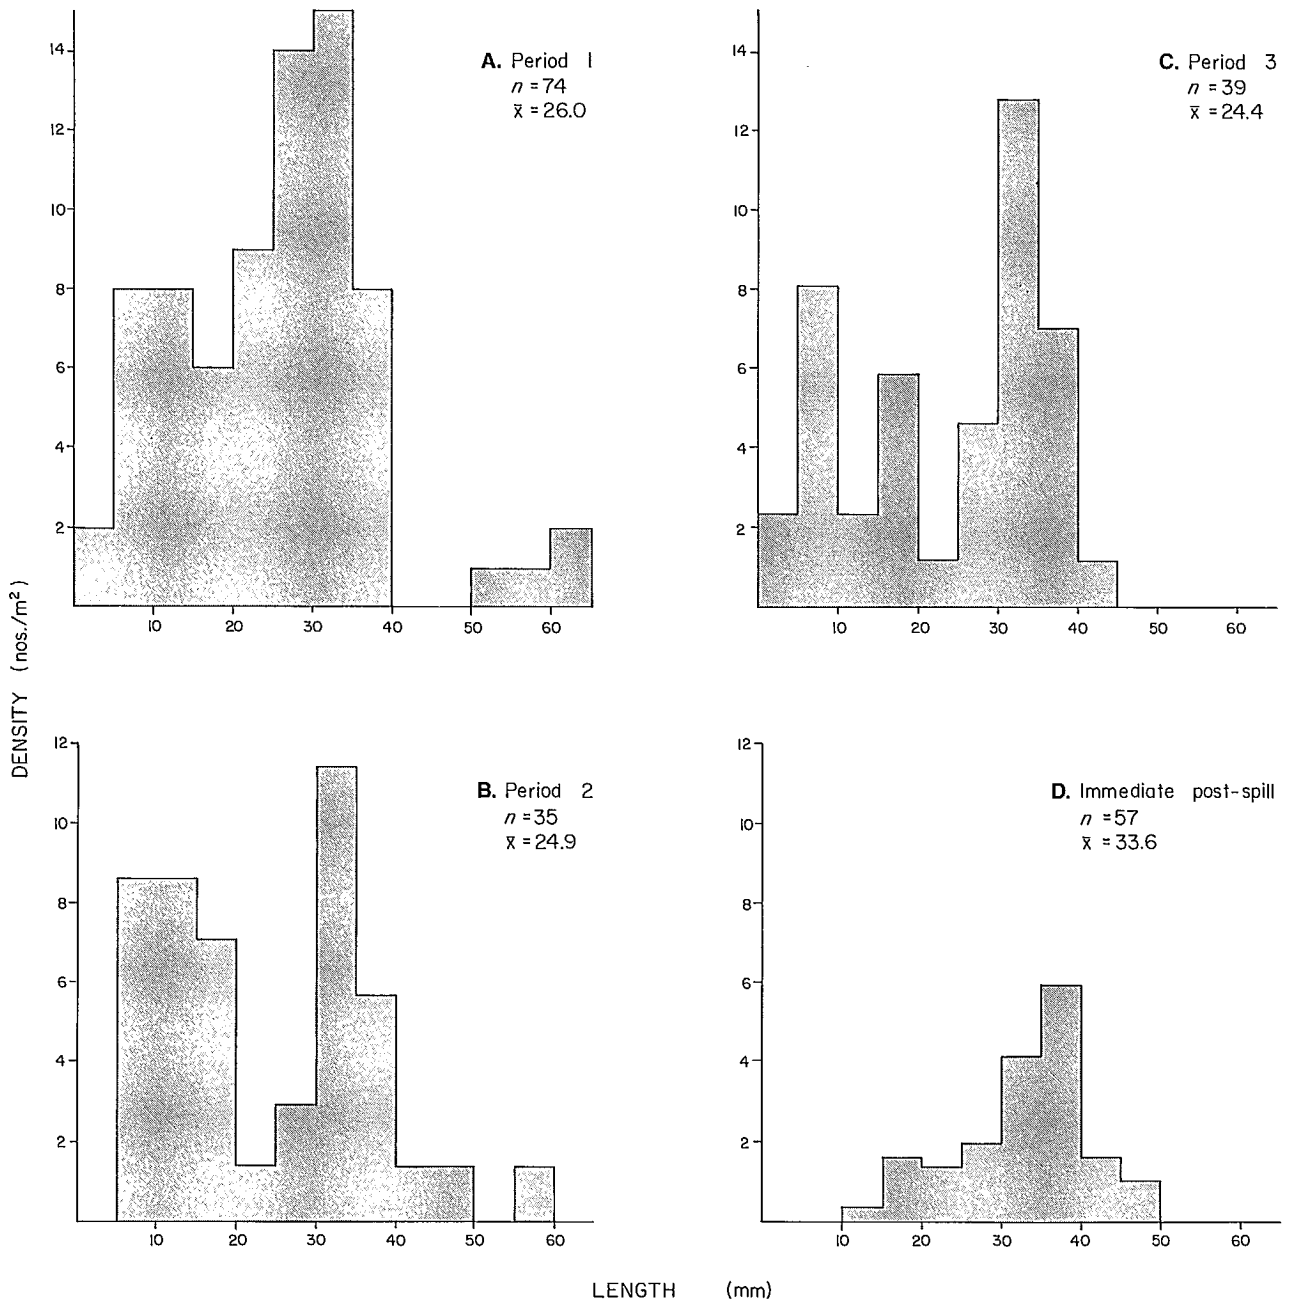 A. Period 1
n = 74
x̄ = 26.0
14
12
10
8
6
4
2
10 20 30 40 50 60
C. Period 3
n = 39
x̄ = 24.4
14
12
10
8
6
4
2
10 20 30 40 50 60
DENSITY (nos./m²)
B. Period 2
n = 35
x̄ = 24.9
12
10
8
6
4
2
10 20 30 40 50 60
D. Immediate post-spill
n = 57
x̄ = 33.6
12
10
8
6
4
2
10 20 30 40 50 60
LENGTH (mm)